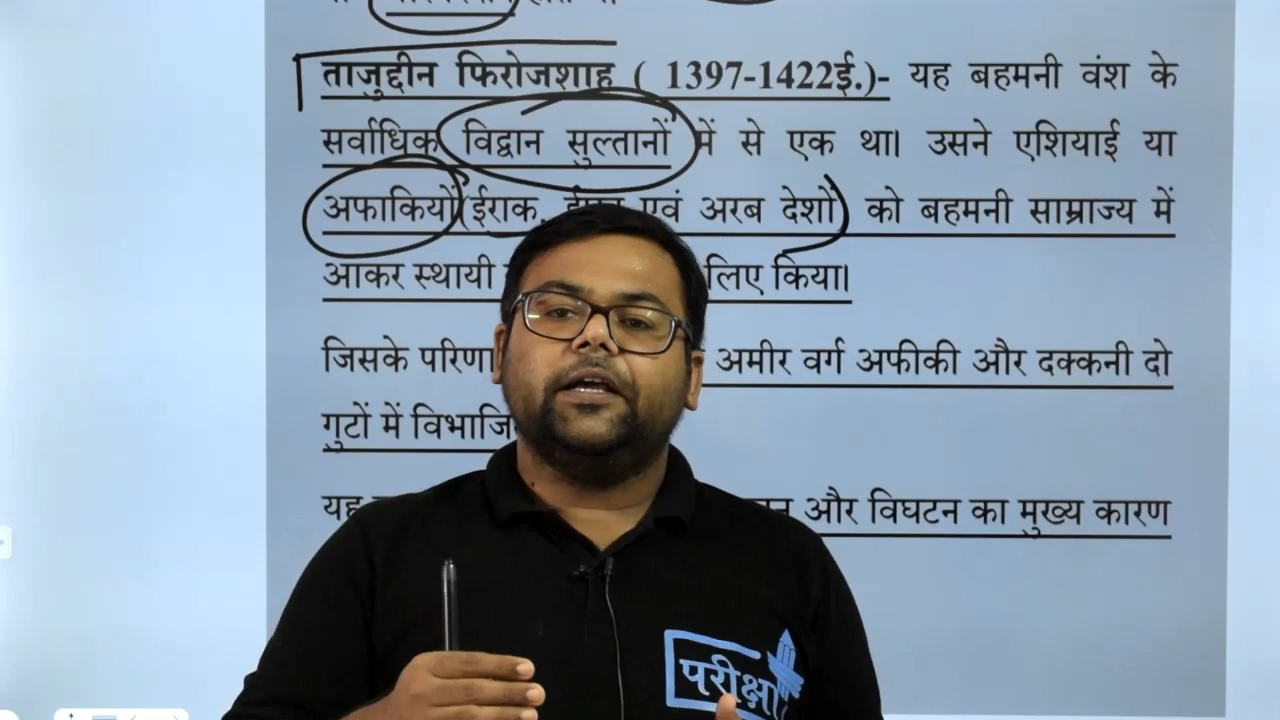 ताजुद्दीन फिरोजशाह ( 1397-1422ई.)- यह बहमनी वंश के
सर्वाधिक विद्वान सुल्तानों में से एक था। उसने एशियाई या
अफाकियों (ईराक, एवं अरब देशों) को बहमनी साम्राज्य में
आकर स्थायी लिए किया।
जिसके अमीर वर्ग अफीकी और दक्कनी दो
गुटों में
यह और विघटन का मुख्य कारण
परीक्षा